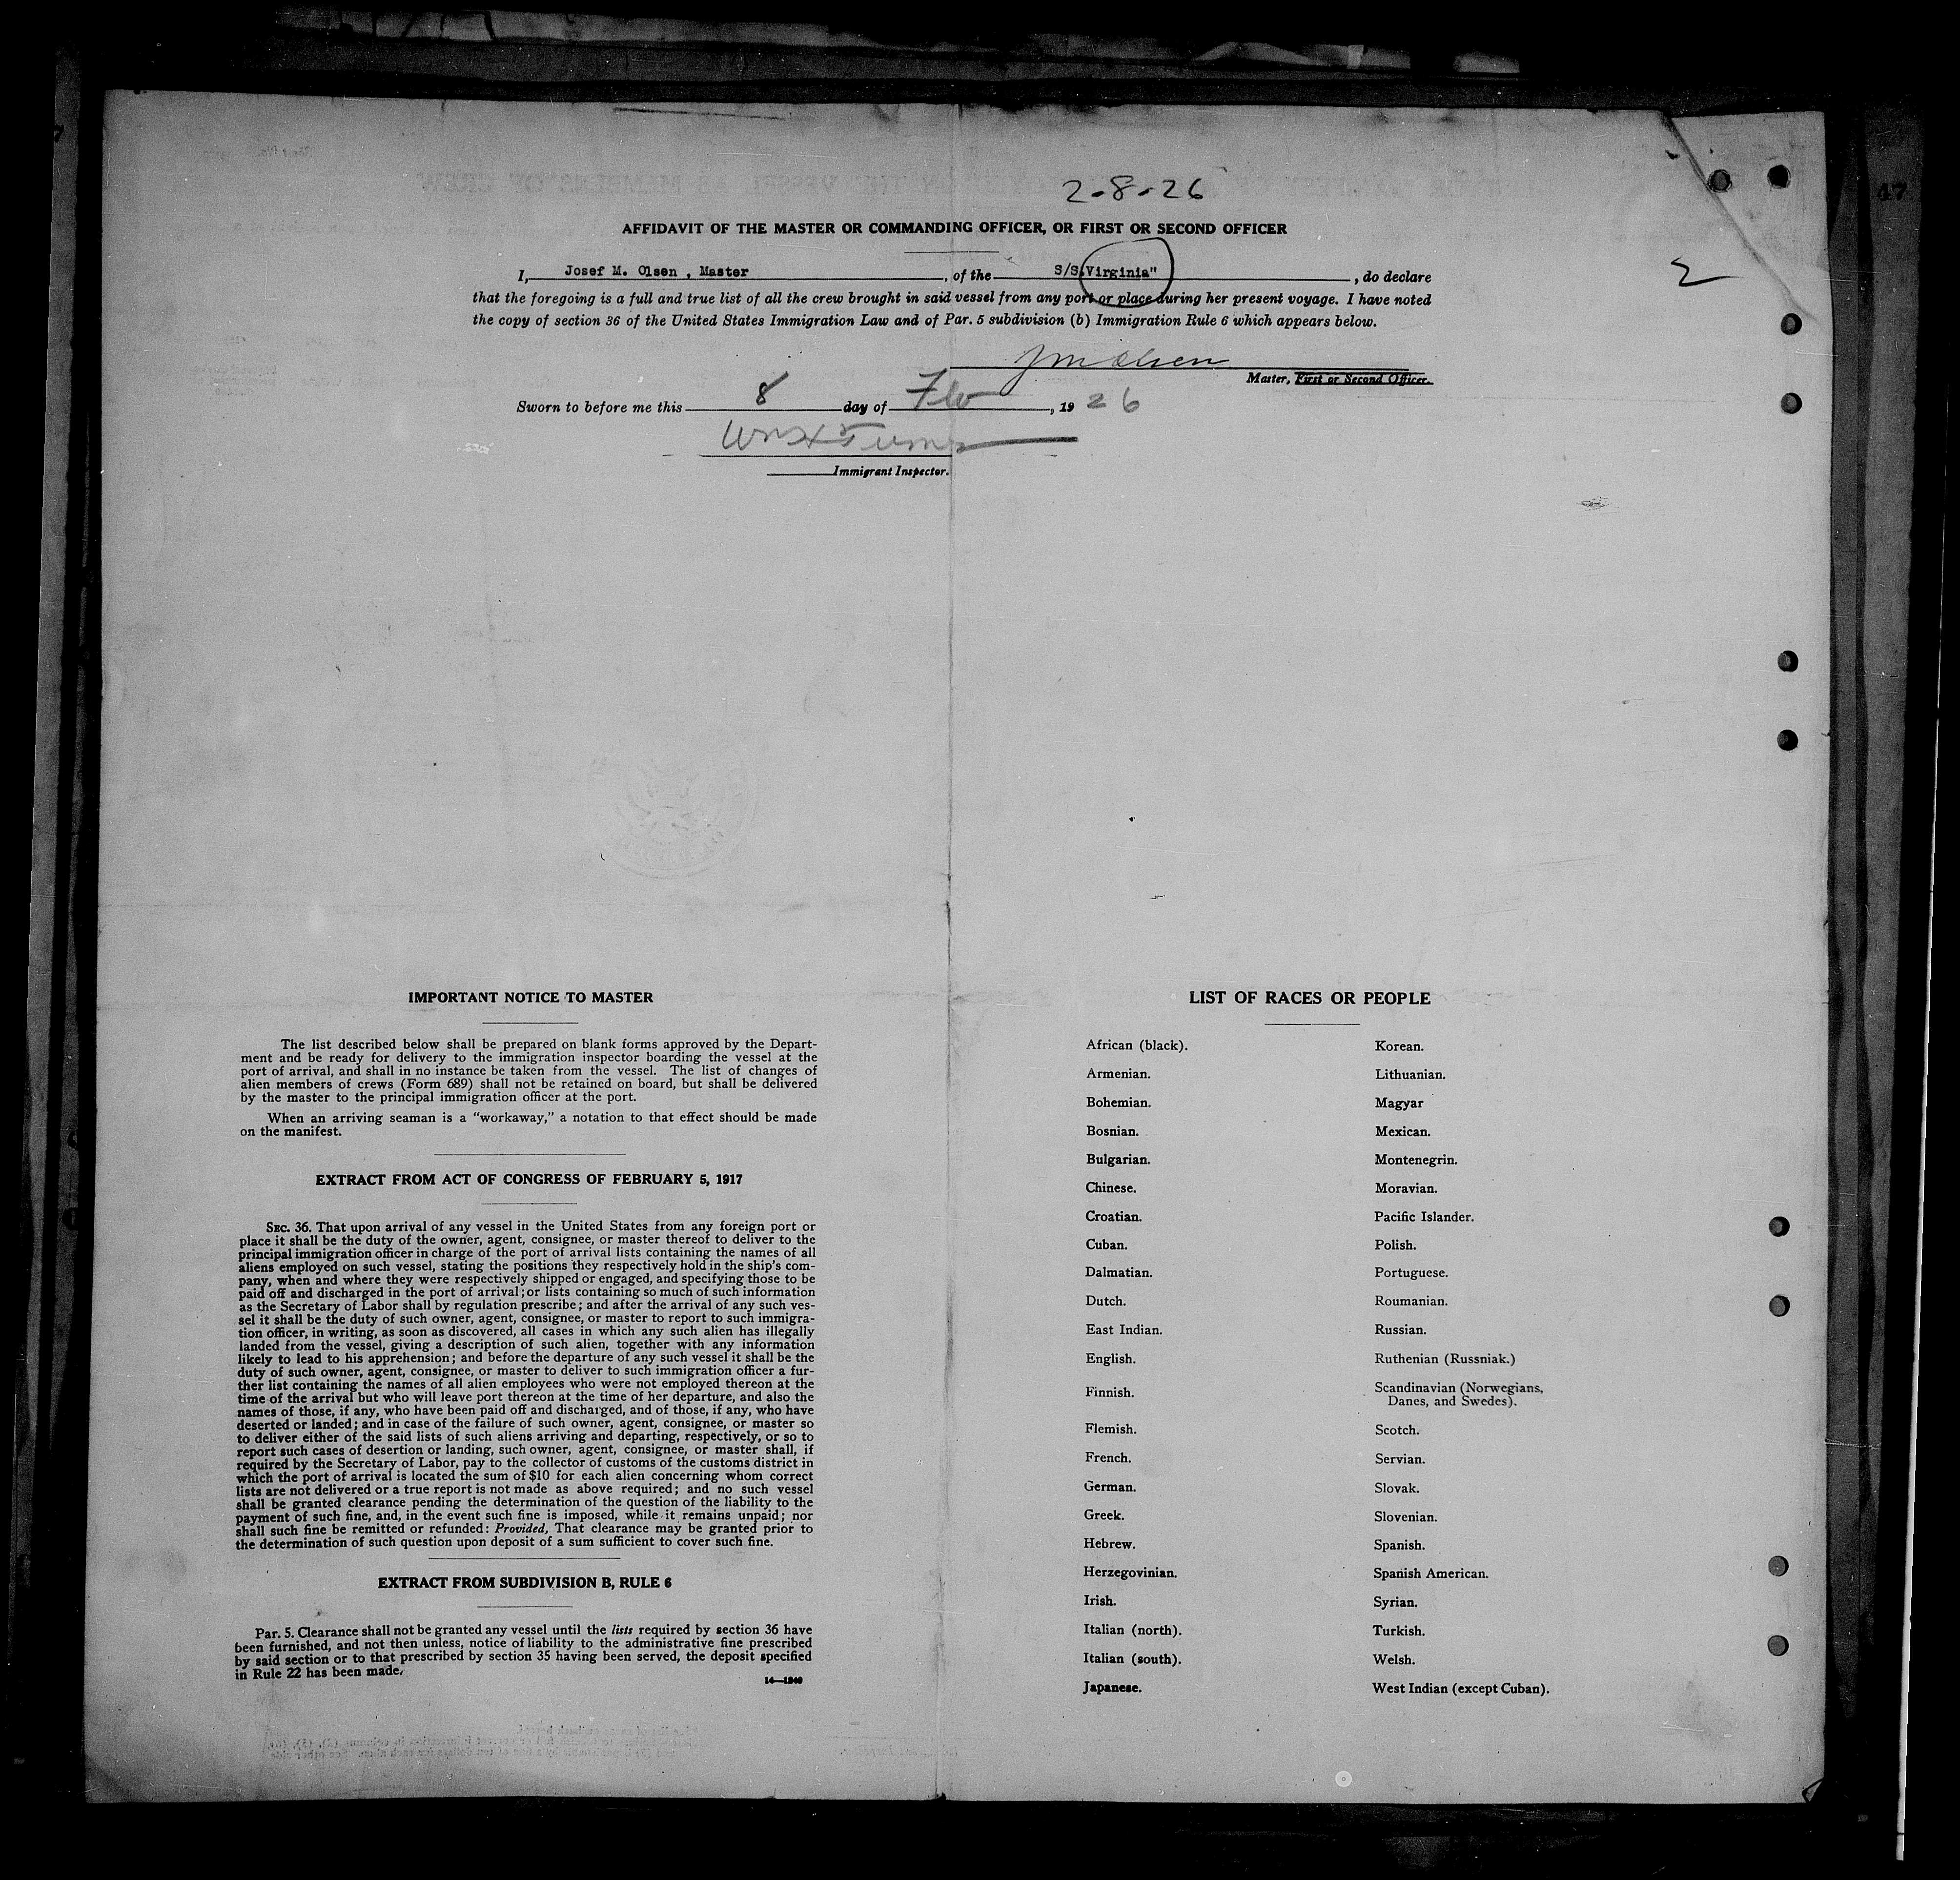 2-8-26
AFFIDAVIT OF THE MASTER OR COMMANDING OFFICER, OR FIRST OR SECOND OFFICER
I, Josef M. Olsen , Master , of the S/S"Virginia" , do declare
2
that the foregoing is a full and true list of all the crew brought in said vessel from any port or place during her present voyage. I have noted
the copy of section 36 of the United States Immigration Law and of Par. 5 subdivision (b) Immigration Rule 6 which appears below.
JM Olsen
Master, First or Second Officer.
Sworn to before me this 8 day of Feb , 1926
Immigrant Inspector.
IMPORTANT NOTICE TO MASTER
The list described below shall be prepared on blank forms approved by the Depart-
ment and be ready for delivery to the immigration inspector boarding the vessel at the
port of arrival, and shall in no instance be taken from the vessel. The list of changes of
alien members of crews (Form 689) shall not be retained on board, but shall be delivered
by the master to the principal immigration officer at the port.
When an arriving seaman is a "workaway," a notation to that effect should be made
on the manifest.
EXTRACT FROM ACT OF CONGRESS OF FEBRUARY 5, 1917
SEC. 36. That upon arrival of any vessel in the United States from any foreign port or
place it shall be the duty of the owner, agent, consignee, or master thereof to deliver to the
principal immigration officer in charge of the port of arrival lists containing the names of all
aliens employed on such vessel, stating the positions they respectively hold in the ship's com-
pany, when and where they were respectively shipped or engaged, and specifying those to be
paid off and discharged in the port of arrival; or lists containing so much of such information
as the Secretary of Labor shall by regulation prescribe; and after the arrival of any such ves-
sel it shall be the duty of such owner, agent, consignee, or master to report to such immigra-
tion officer, in writing, as soon as discovered, all cases in which any such alien has illegally
landed from the vessel, giving a description of such alien, together with any information
likely to lead to his apprehension; and before the departure of any such vessel it shall be the
duty of such owner, agent, consignee, or master to deliver to such immigration officer a fur-
ther list containing the names of all alien employees who were not employed thereon at the
time of the arrival but who will leave port thereon at the time of her departure, and also the
names of those, if any, who have been paid off and discharged, and of those, if any, who have
deserted or landed; and in case of the failure of such owner, agent, consignee, or master so
to deliver either of the said lists of such aliens arriving and departing, respectively, or so to
report such cases of desertion or landing, such owner, agent, consignee, or master shall, if
required by the Secretary of Labor, pay to the collector of customs of the customs district in
which the port of arrival is located the sum of $10 for each alien concerning whom correct
lists are not delivered or a true report is not made as above required; and no such vessel
shall be granted clearance pending the determination of the question of the liability to the
payment of such fine, and, in the event such fine is imposed, while it remains unpaid; nor
shall such fine be remitted or refunded: Provided, That clearance may be granted prior to
the determination of such question upon deposit of a sum sufficient to cover such fine.
EXTRACT FROM SUBDIVISION B, RULE 6
Par. 5. Clearance shall not be granted any vessel until the lists required by section 36 have
been furnished, and not then unless, notice of liability to the administrative fine prescribed
by said section or to that prescribed by section 35 having been served, the deposit specified
in Rule 22 has been made.
LIST OF RACES OR PEOPLE
African (black).
Armenian.
Bohemian.
Bosnian.
Bulgarian.
Chinese.
Croatian.
Cuban.
Dalmatian.
Dutch.
East Indian.
English.
Finnish.
Flemish.
French.
German.
Greek.
Hebrew.
Herzegovinian.
Irish.
Italian (north).
Italian (south).
Japanese.
Korean.
Lithuanian.
Magyar
Mexican.
Montenegrin.
Moravian.
Pacific Islander.
Polish.
Portuguese.
Roumanian.
Russian.
Ruthenian (Russniak.)
Scandinavian (Norwegians,
Danes, and Swedes).
Scotch.
Servian.
Slovak.
Slovenian.
Spanish.
Spanish American.
Syrian.
Turkish.
Welsh.
West Indian (except Cuban).